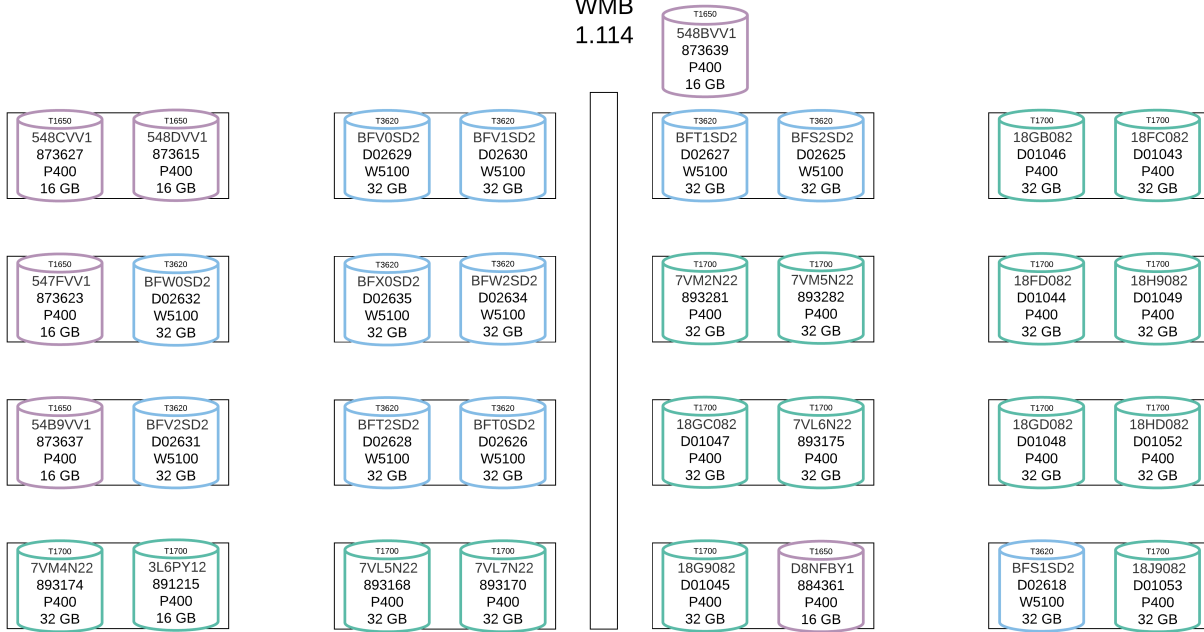 WMB
1.114
T1650
548BVV1
873639
P400
16 GB
T1650
548CVV1
873627
P400
16 GB
T1650
548DVV1
873615
P400
16 GB
T3620
BFV0SD2
D02629
W5100
32 GB
T3620
BFV1SD2
D02630
W5100
32 GB
T3620
BFT1SD2
D02627
W5100
32 GB
T3620
BFS2SD2
D02625
W5100
32 GB
T1700
18GB082
D01046
P400
32 GB
T1700
18FC082
D01043
P400
32 GB
T1650
547FVV1
873623
P400
16 GB
T3620
BFW0SD2
D02632
W5100
32 GB
T3620
BFX0SD2
D02635
W5100
32 GB
T3620
BFW2SD2
D02634
W5100
32 GB
T1700
7VM2N22
893281
P400
32 GB
T1700
7VM5N22
893282
P400
32 GB
T1700
18FD082
D01044
P400
32 GB
T1700
18H9082
D01049
P400
32 GB
T1650
54B9VV1
873637
P400
16 GB
T3620
BFV2SD2
D02631
W5100
32 GB
T3620
BFT2SD2
D02628
W5100
32 GB
T3620
BFT0SD2
D02626
W5100
32 GB
T1700
18GC082
D01047
P400
32 GB
T1700
7VL6N22
893175
P400
32 GB
T1700
18GD082
D01048
P400
32 GB
T1700
18HD082
D01052
P400
32 GB
T1700
7VM4N22
893174
P400
32 GB
T1700
3L6PY12
891215
P400
16 GB
T1700
7VL5N22
893168
P400
32 GB
T1700
7VL7N22
893170
P400
32 GB
T1700
18G9082
D01045
P400
32 GB
T1650
D8NFBY1
884361
P400
16 GB
T3620
BFS1SD2
D02618
W5100
32 GB
T1700
18J9082
D01053
P400
32 GB